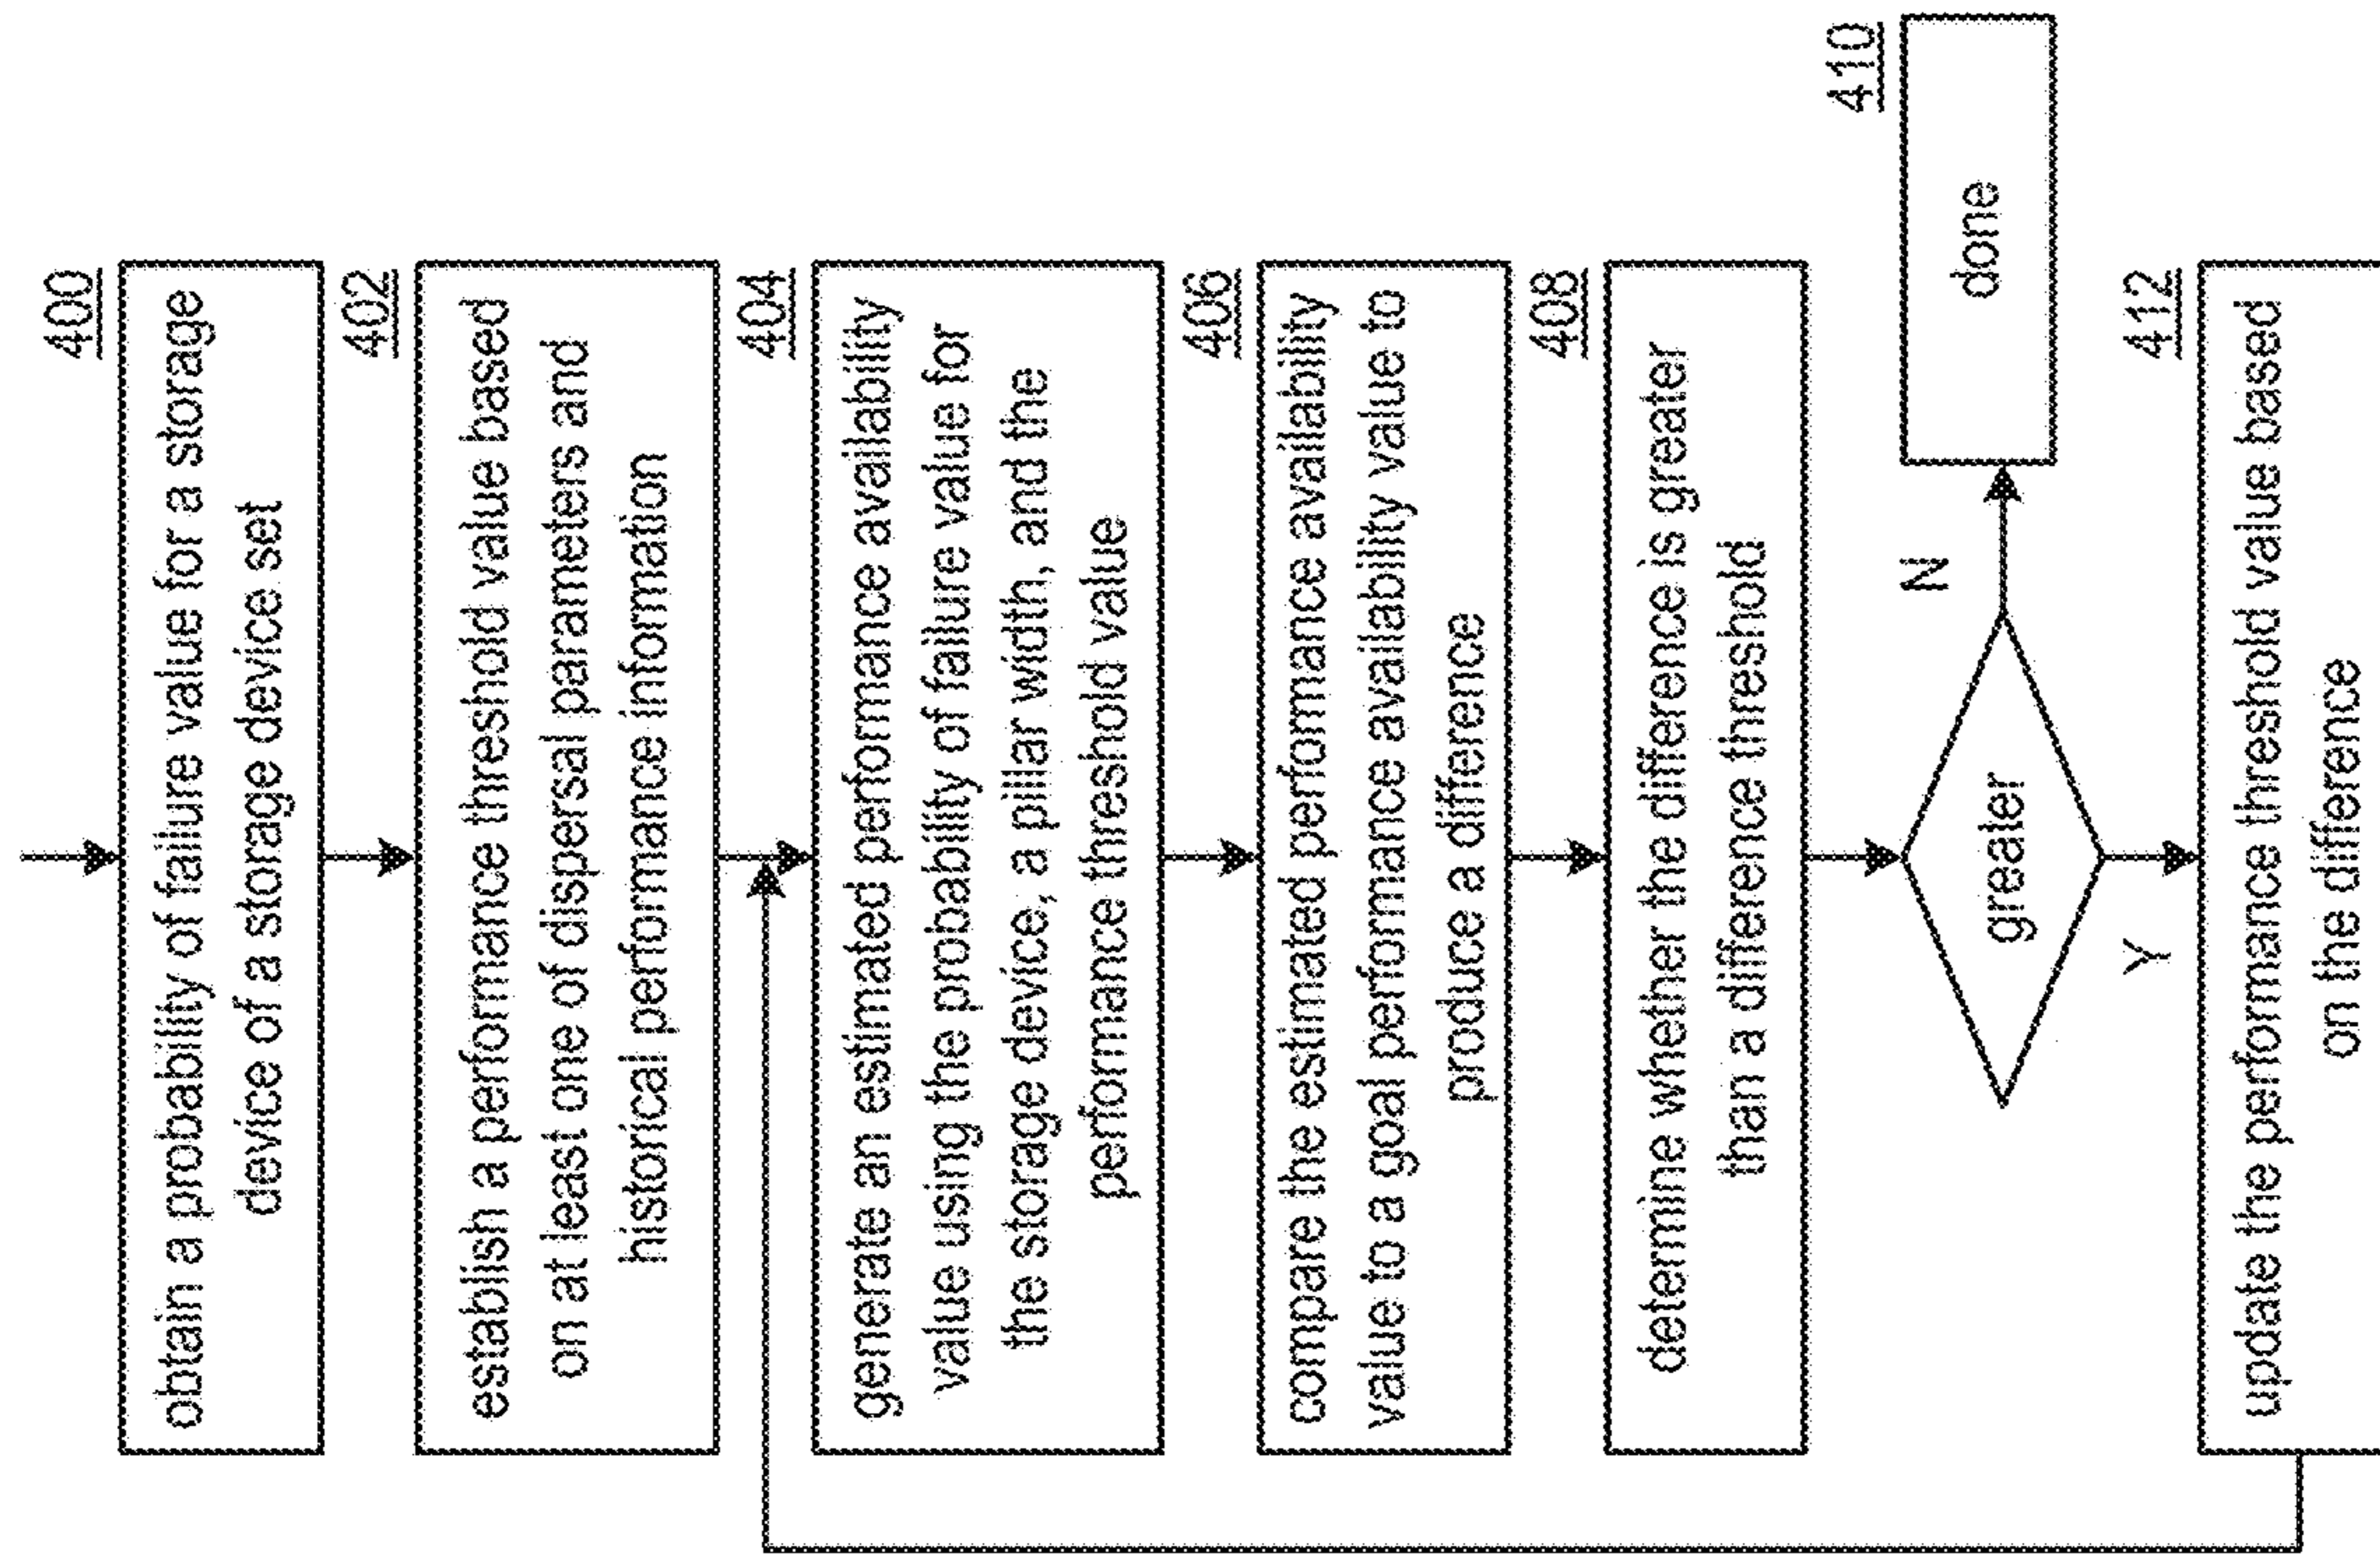 400
obtain a probability of failure value for a storage
device of a storage device set
402
establish a performance threshold value based
on at least one of dispersal parameters and
historical performance information
404
generate an estimated performance availability
value using the probability of failure value for
the storage device, a pillar width, and the
performance threshold value
406
compare the estimated performance availability
value to a goal performance availability value to
produce a difference
408
determine whether the difference is greater
than a difference threshold
greater
N
410
done
Y
412
update the performance threshold value based
on the difference